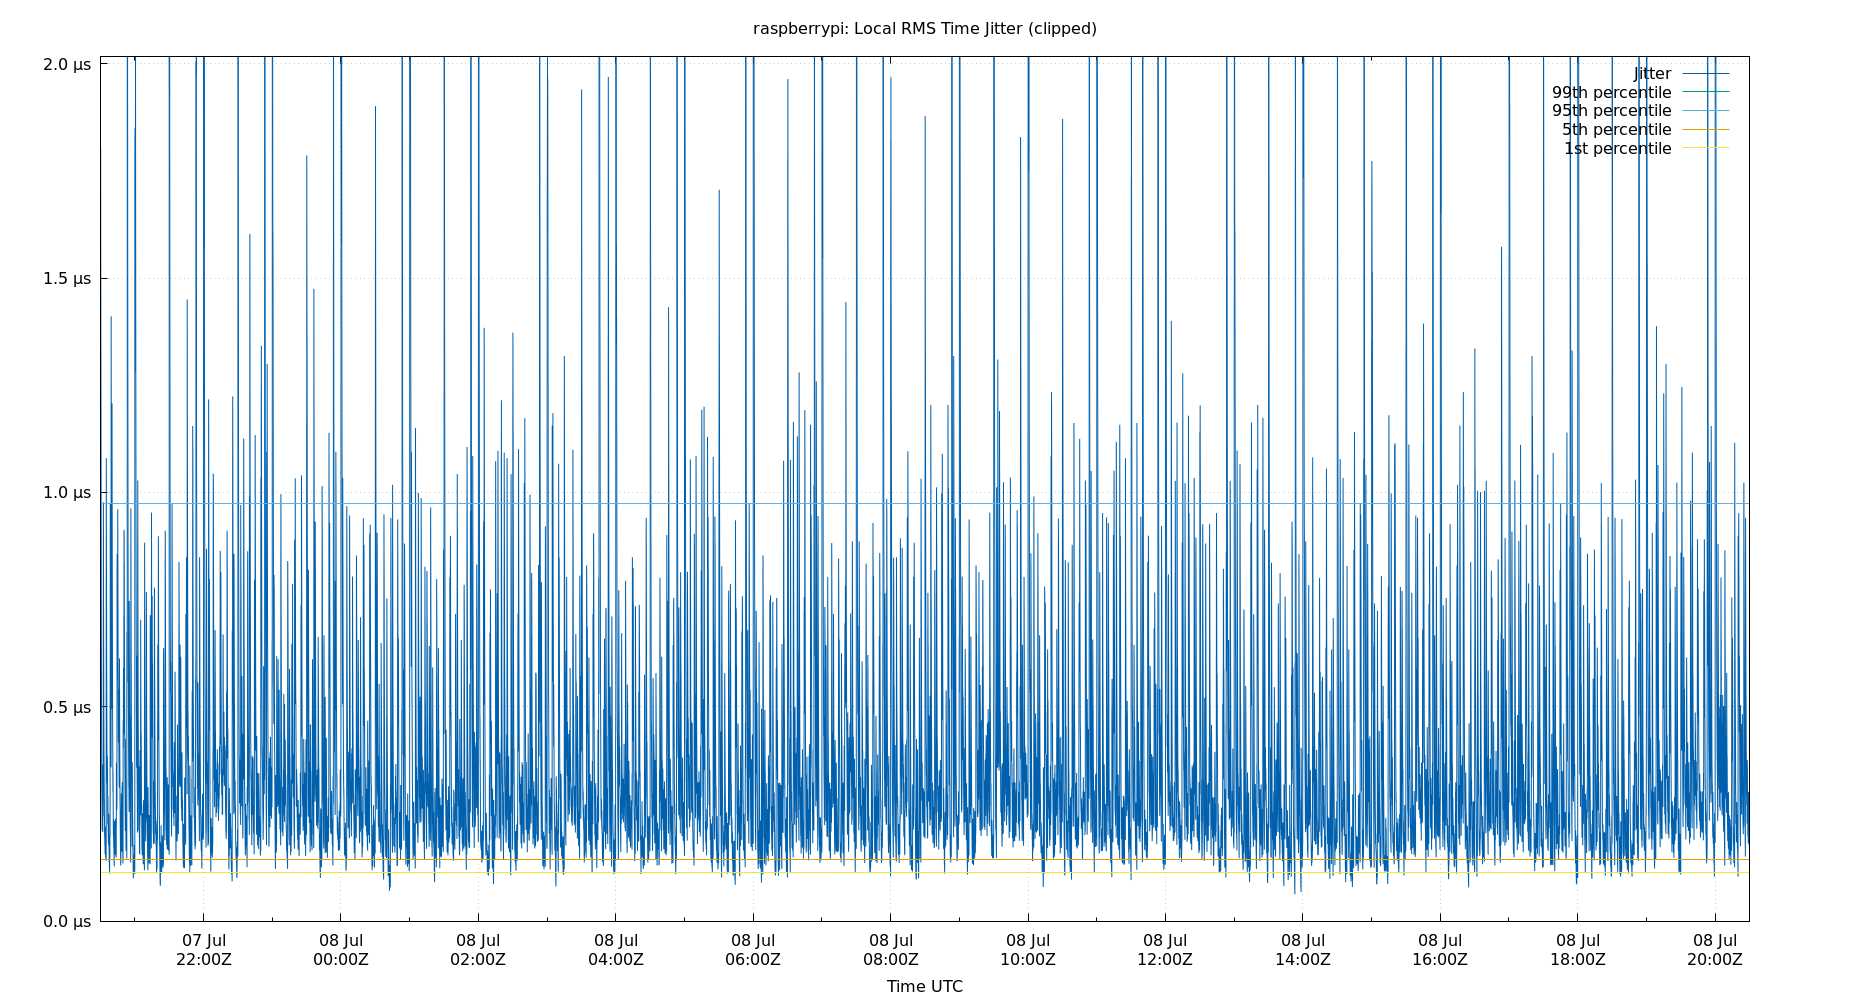 raspberrypi: Local RMS Time Jitter (clipped)
2.0 µs
1.5 µs
1.0 µs
0.5 µs
0.0 µs
Jitter
99th percentile
95th percentile
5th percentile
1st percentile
07 Jul 08 Jul 08 Jul 08 Jul 08 Jul 08 Jul 08 Jul 08 Jul 08 Jul 08 Jul 08 Jul 08 Jul
22:00Z 00:00Z 02:00Z 04:00Z 06:00Z 08:00Z 10:00Z 12:00Z 14:00Z 16:00Z 18:00Z 20:00Z
Time UTC